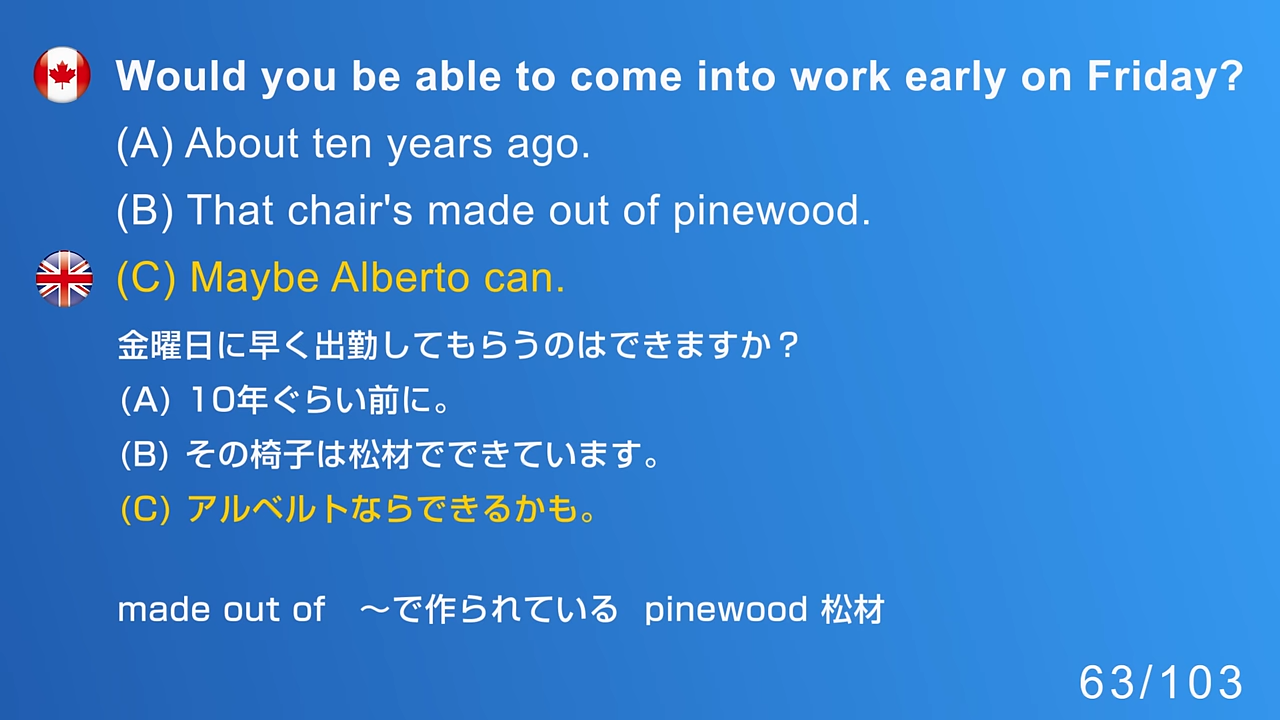 Would you be able to come into work early on Friday?
(A) About ten years ago.
(B) That chair's made out of pinewood.
(C) Maybe Alberto can.
金曜日に早く出勤してもらうのはできますか？
(A) 10年ぐらい前に。
(B) その椅子は松材でできています。
(C) アルベルトならできるかも。
made out of　～で作られている　pinewood 松材
63/103